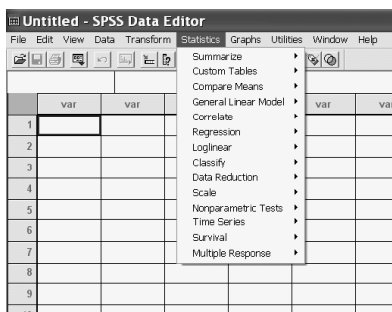 Untitled - SPSS Data Editor
File Edit View Data Transform Statistics Graphs Utilities Window Help
Summarize
Custom Tables
Compare Means
General Linear Model
Correlate
Regression
Loglinear
Classify
Data Reduction
Scale
Nonparametric Tests
Time Series
Survival
Multiple Response
var var var va
1
2
3
4
5
6
7
8
9